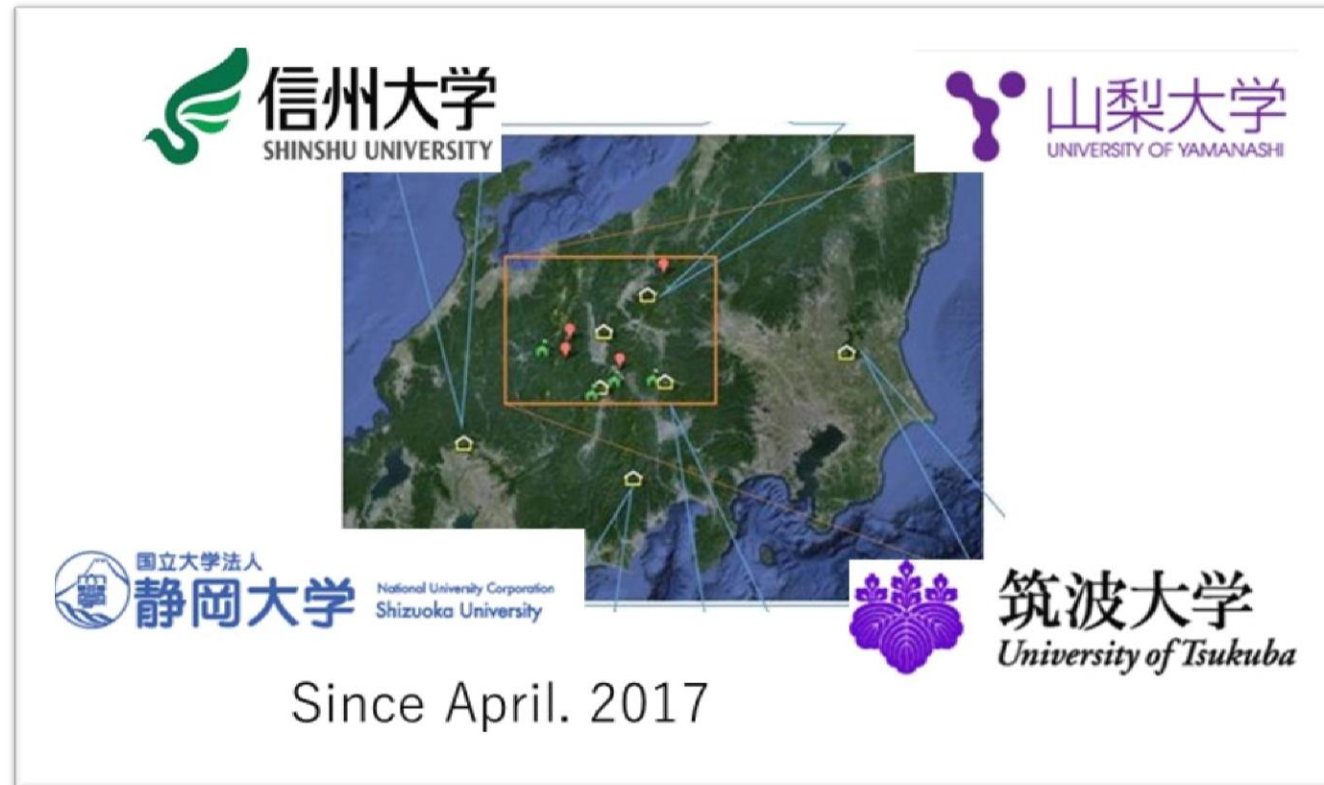 信州大学
SHINSHU UNIVERSITY
山梨大学
UNIVERSITY OF YAMANASHI
国立大学法人
静岡大学
National University Corporation
Shizuoka University
筑波大学
University of Tsukuba
Since April. 2017